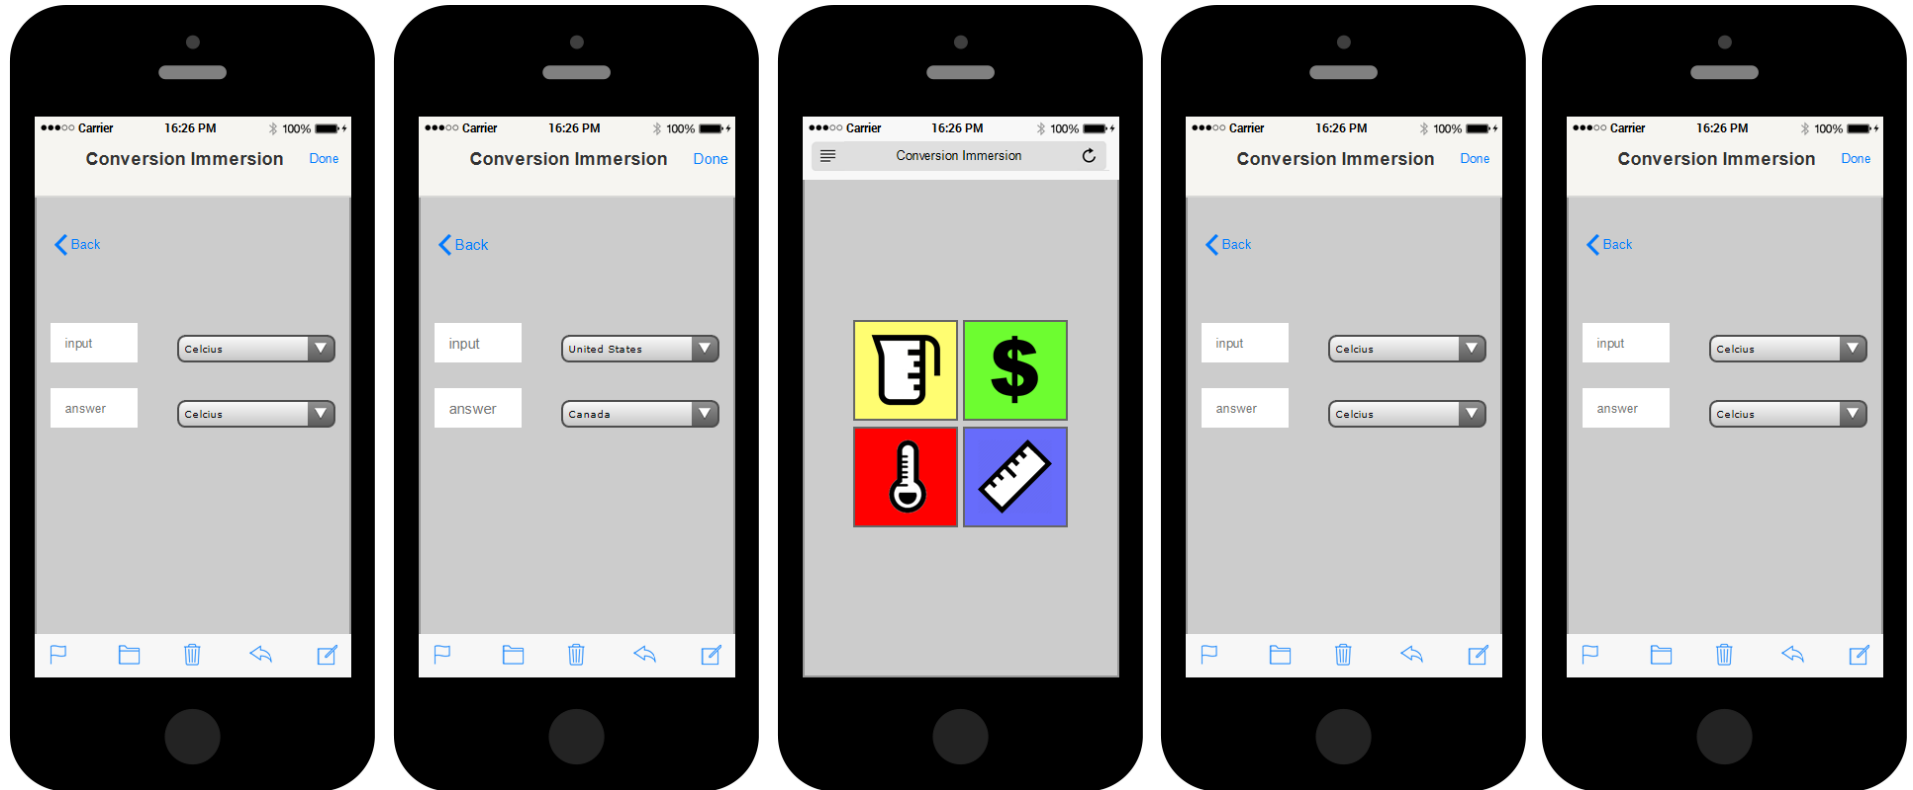 Carrier 16:26 PM 100%
Conversion Immersion Done
Back
input Celcius
answer Celcius
Carrier 16:26 PM 100%
Conversion Immersion Done
Back
input United States
answer Canada
Carrier 16:26 PM 100%
Conversion Immersion
$
Carrier 16:26 PM 100%
Conversion Immersion Done
Back
input Celcius
answer Celcius
Carrier 16:26 PM 100%
Conversion Immersion Done
Back
input Celcius
answer Celcius